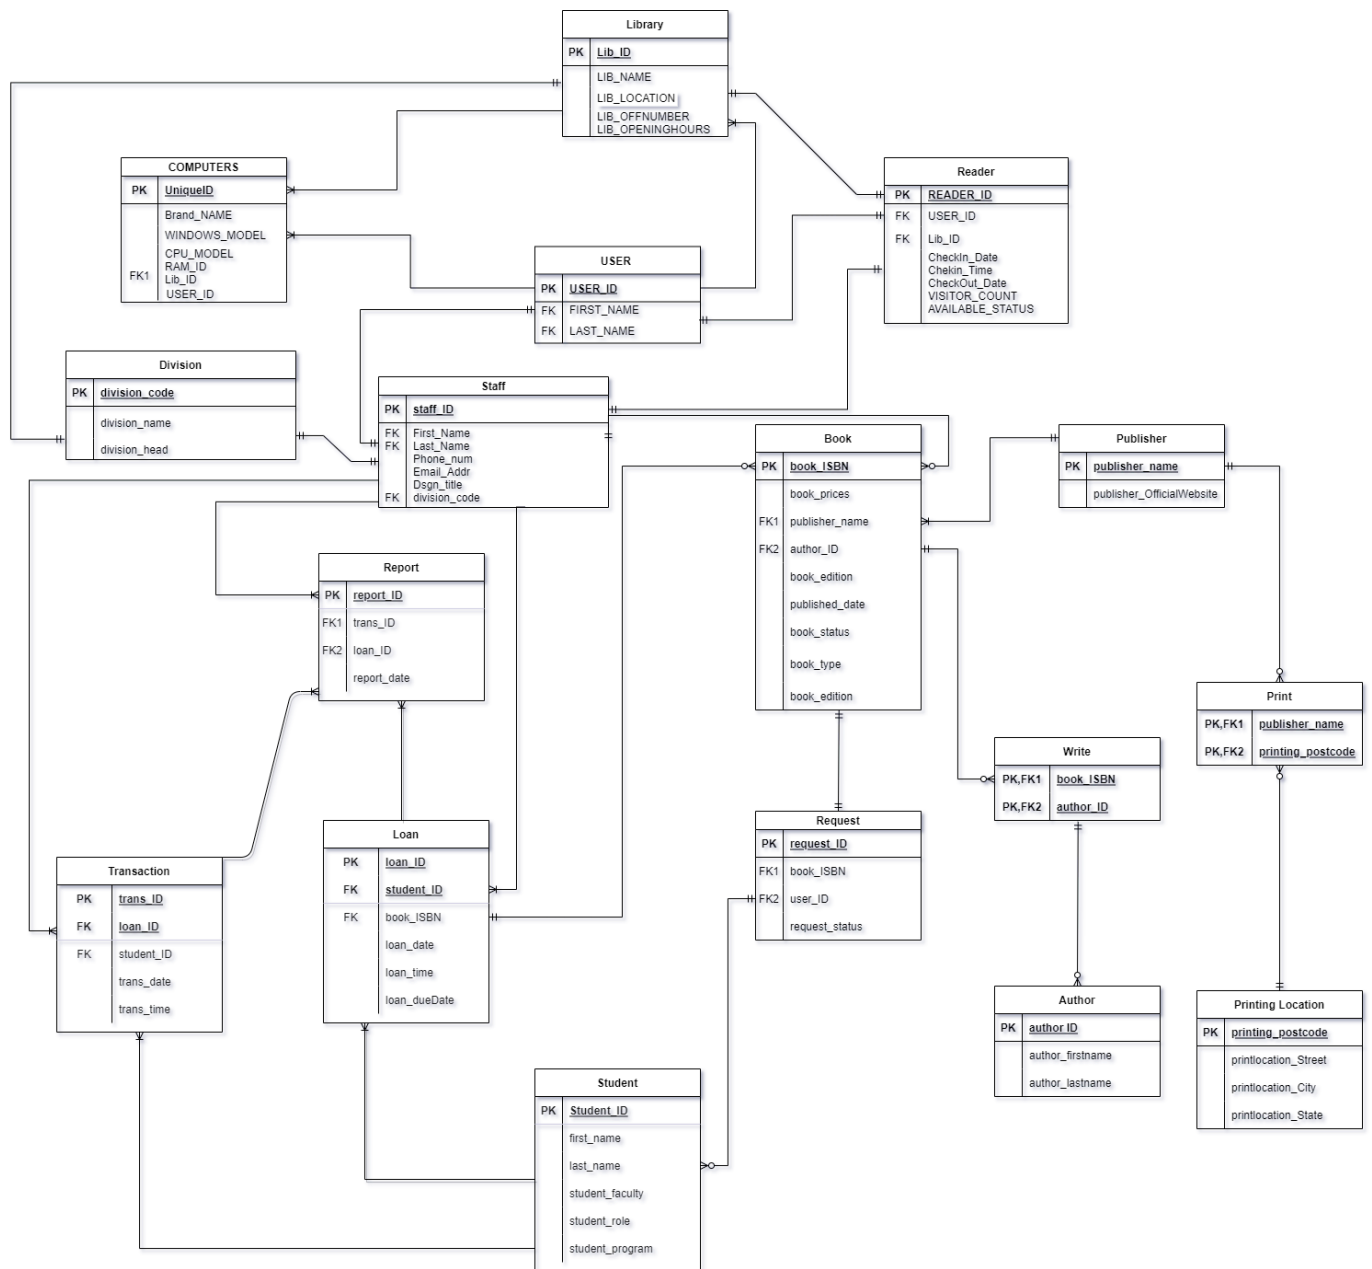 Library
PK Lib_ID
LIB_NAME
LIB_LOCATION
LIB_OFFNUMBER
LIB_OPENINGHOURS
COMPUTERS
PK UniqueID
Brand_NAME
WINDOWS_MODEL
CPU_MODEL
RAM_ID
FK1 Lib_ID
USER_ID
Reader
PK READER_ID
FK USER_ID
FK Lib_ID
CheckIn_Date
Chekin_Time
CheckOut_Date
VISITOR_COUNT
AVAILABLE_STATUS
USER
PK USER_ID
FK FIRST_NAME
FK LAST_NAME
Division
PK division_code
division_name
division_head
Staff
PK staff_ID
FK First_Name
FK Last_Name
Phone_num
Email_Addr
Dsgn_title
FK division_code
Book
PK book_ISBN
book_prices
FK1 publisher_name
FK2 author_ID
book_edition
published_date
book_status
book_type
book_edition
Publisher
PK publisher_name
publisher_OfficialWebsite
Report
PK report_ID
FK1 trans_ID
FK2 loan_ID
report_date
Print
PK,FK1 publisher_name
PK,FK2 printing_postcode
Write
PK,FK1 book_ISBN
PK,FK2 author_ID
Loan
PK loan_ID
FK student_ID
FK book_ISBN
loan_date
loan_time
loan_dueDate
Request
PK request_ID
FK1 book_ISBN
FK2 user_ID
request_status
Transaction
PK trans_ID
FK loan_ID
FK student_ID
trans_date
trans_time
Author
PK author ID
author_firstname
author_lastname
Printing Location
PK printing_postcode
printlocation_Street
printlocation_City
printlocation_State
Student
PK Student_ID
first_name
last_name
student_faculty
student_role
student_program